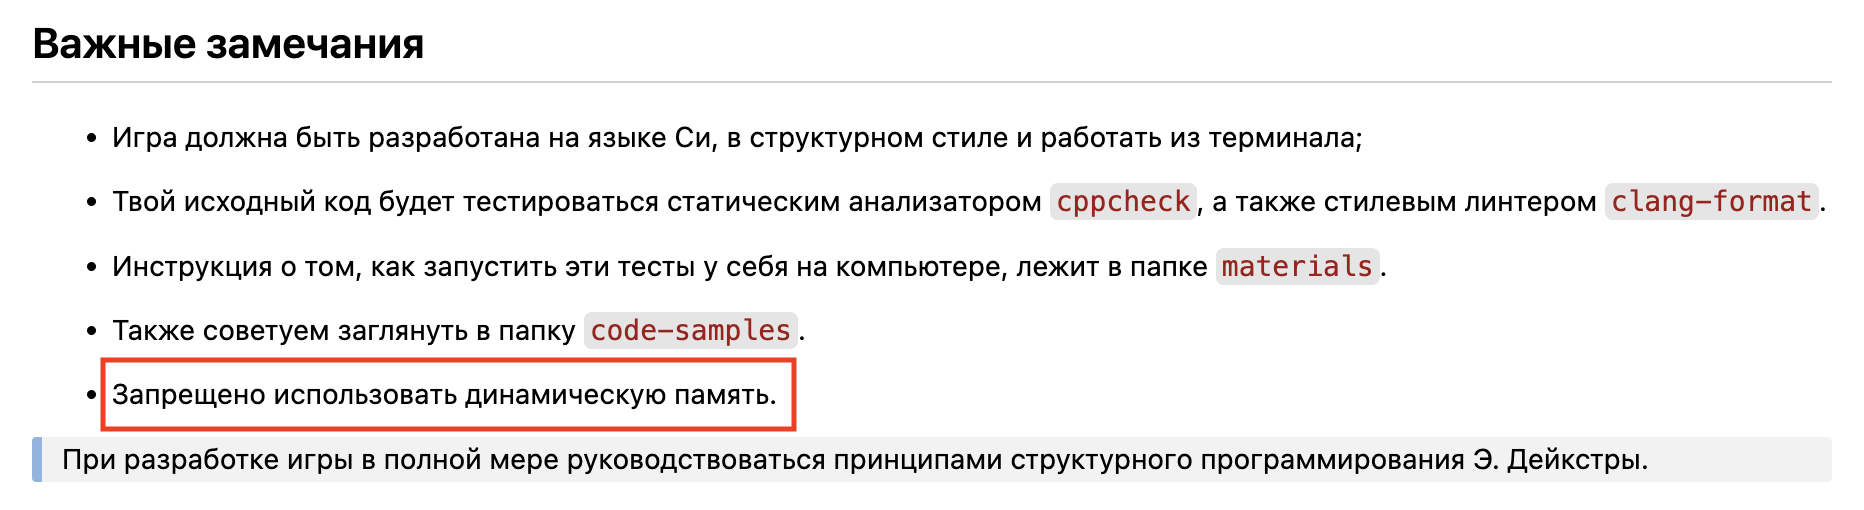 Важные замечания
Игра должна быть разработана на языке Си, в структурном стиле и работать из терминала;
Твой исходный код будет тестироваться статическим анализатором cppcheck, а также стилевым линтером clang-format.
Инструкция о том, как запустить эти тесты у себя на компьютере, лежит в папке materials.
Также советуем заглянуть в папку code-samples.
Запрещено использовать динамическую память.
При разработке игры в полной мере руководствоваться принципами структурного программирования Э. Дейкстры.